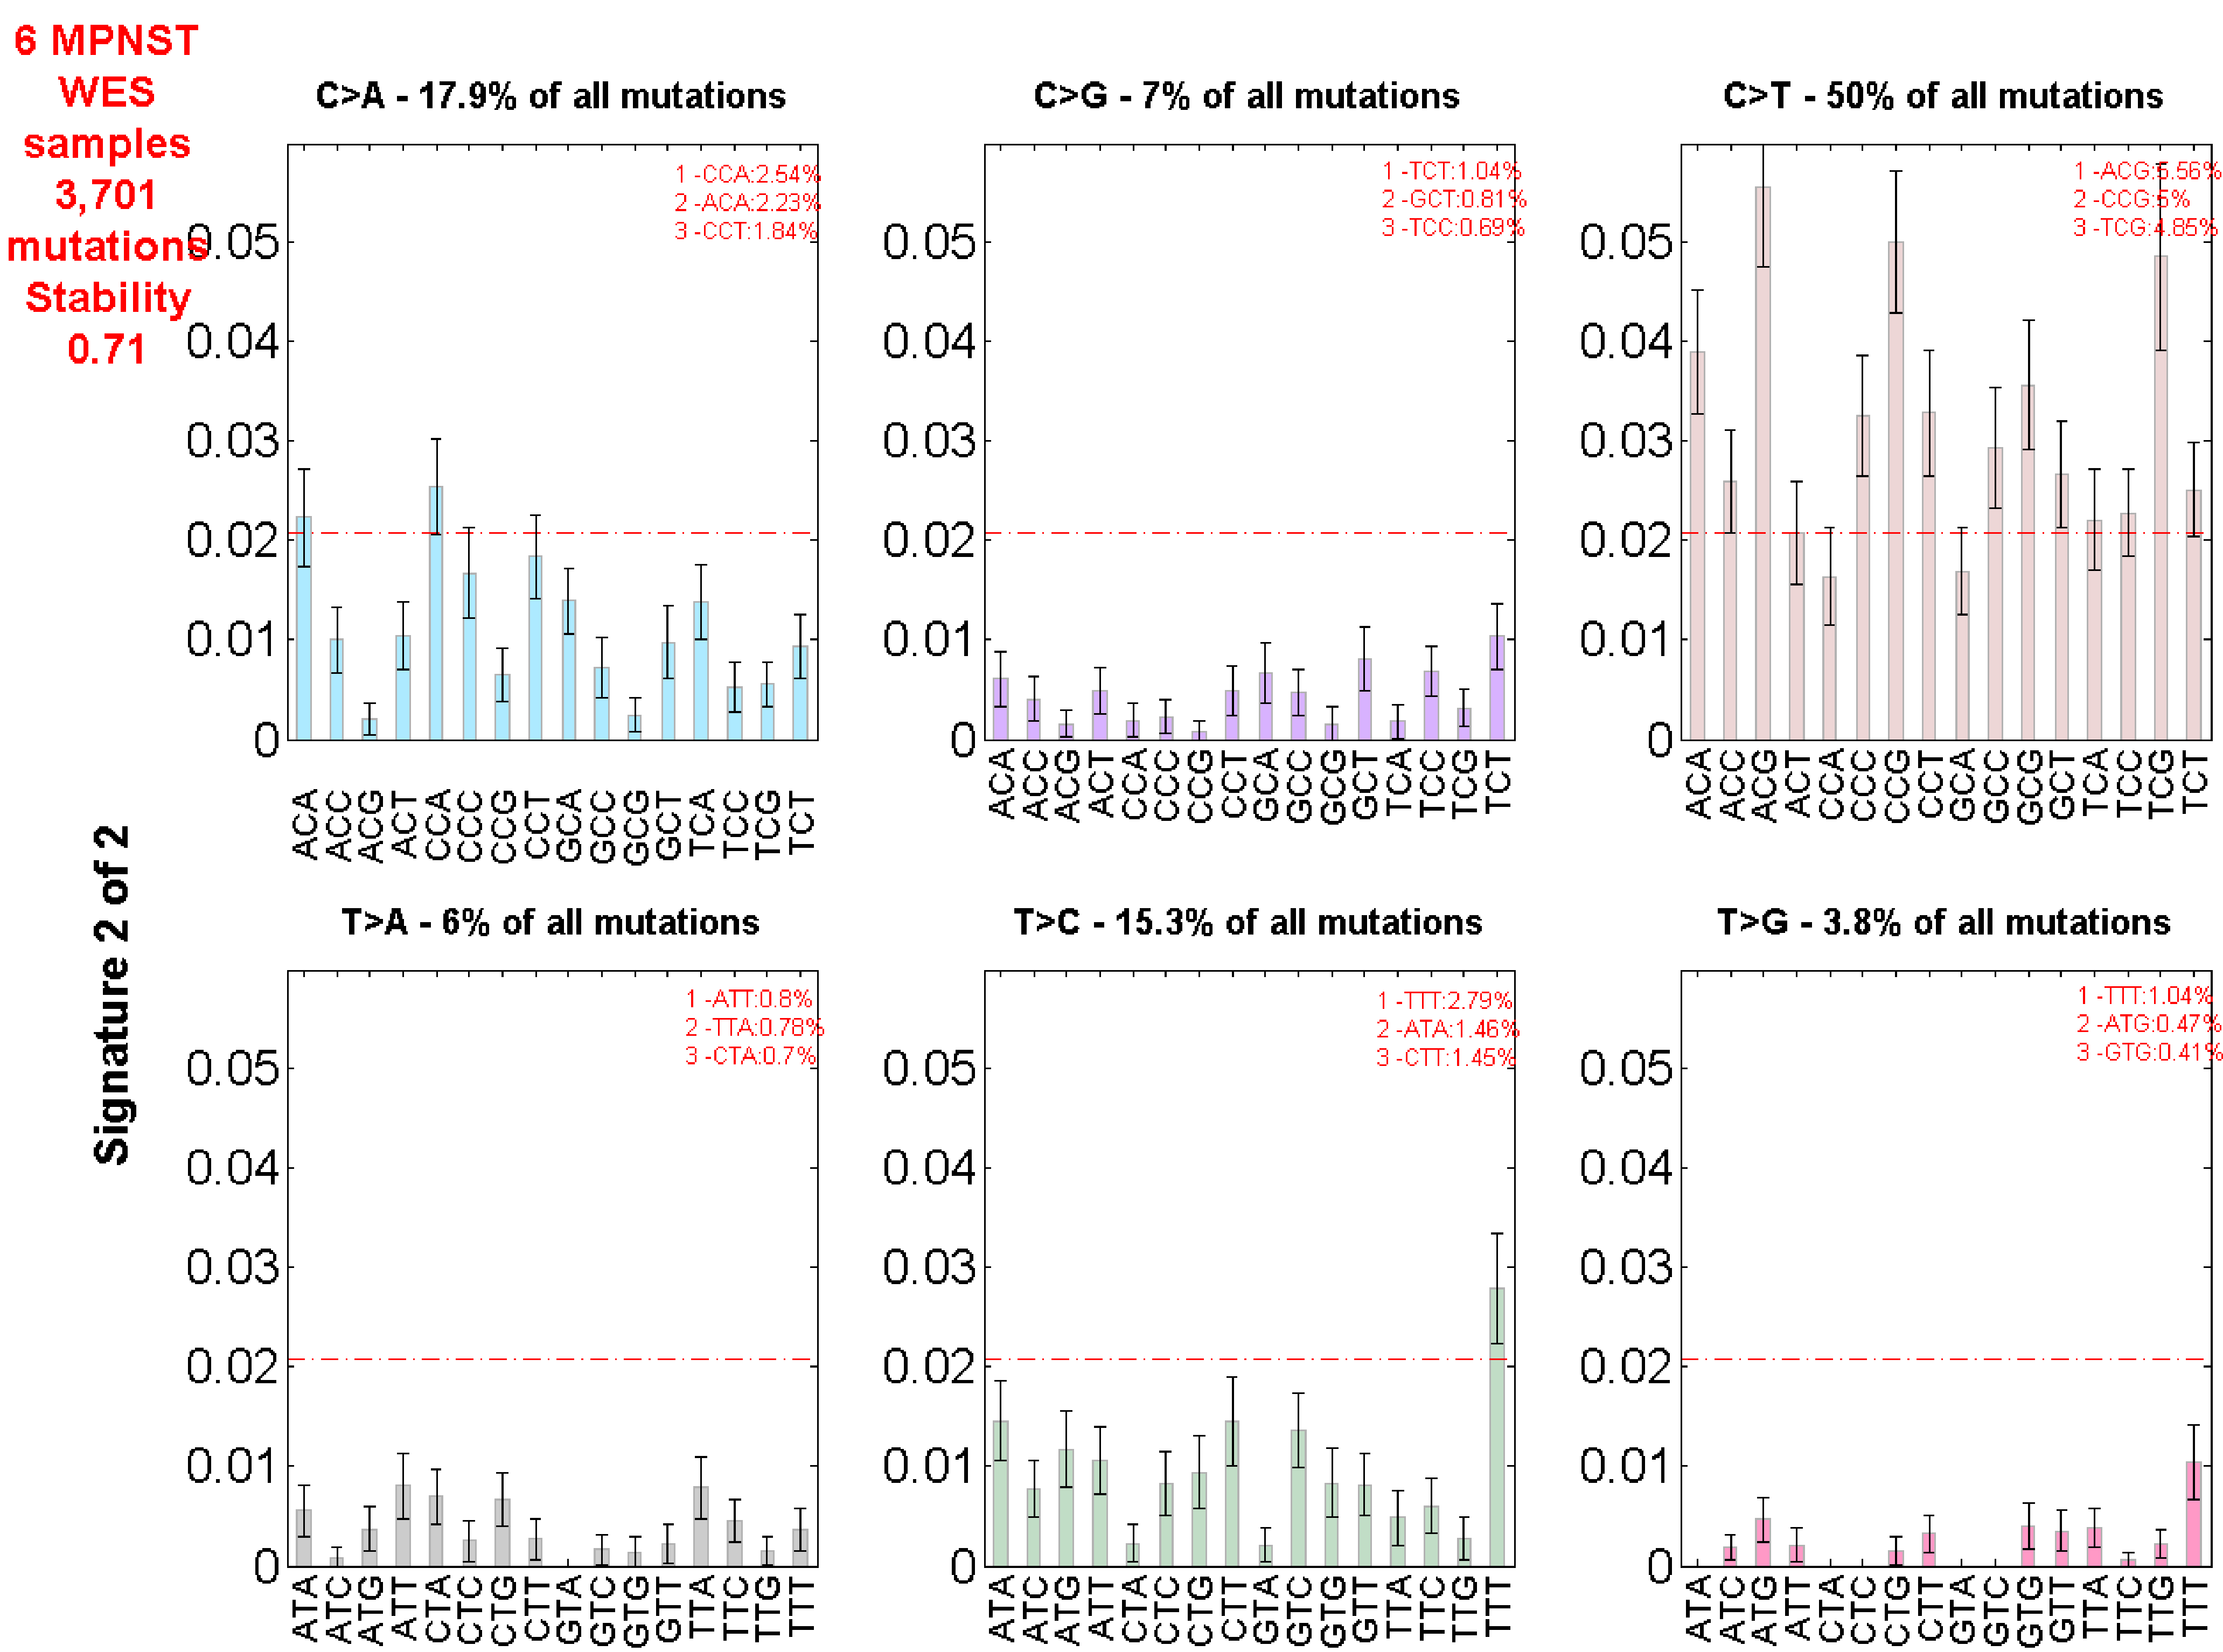 6 MPNST
WES
samples
3,701
mutations
Stability
0.71
Signature 2 of 2
C>A - 17.9% of all mutations
1 -CCA:2.54%
2 -ACA:2.23%
3 -CCT:1.84%
0.05
0.04
0.03
0.02
0.01
0
ACA ACC ACG ACT CCA CCC CCG CCT GCA GCC GCG GCT TCA TCC TCG TCT
C>G - 7% of all mutations
1 -TCT:1.04%
2 -GCT:0.81%
3 -TCC:0.69%
0.05
0.04
0.03
0.02
0.01
0
ACA ACC ACG ACT CCA CCC CCG CCT GCA GCC GCG GCT TCA TCC TCG TCT
C>T - 50% of all mutations
1 -ACG:5.56%
2 -CCG:5%
3 -TCG:4.85%
0.05
0.04
0.03
0.02
0.01
0
ACA ACC ACG ACT CCA CCC CCG CCT GCA GCC GCG GCT TCA TCC TCG TCT
T>A - 6% of all mutations
1 -ATT:0.8%
2 -TTA:0.78%
3 -CTA:0.7%
0.05
0.04
0.03
0.02
0.01
0
ATA ATC ATG ATT CTA CTC CTG CTT GTA GTC GTG GTT TTA TTC TTG TTT
T>C - 15.3% of all mutations
1 -TTT:2.79%
2 -ATA:1.46%
3 -CTT:1.45%
0.05
0.04
0.03
0.02
0.01
0
ATA ATC ATG ATT CTA CTC CTG CTT GTA GTC GTG GTT TTA TTC TTG TTT
T>G - 3.8% of all mutations
1 -TTT:1.04%
2 -ATG:0.47%
3 -GTG:0.41%
0.05
0.04
0.03
0.02
0.01
0
ATA ATC ATG ATT CTA CTC CTG CTT GTA GTC GTG GTT TTA TTC TTG TTT